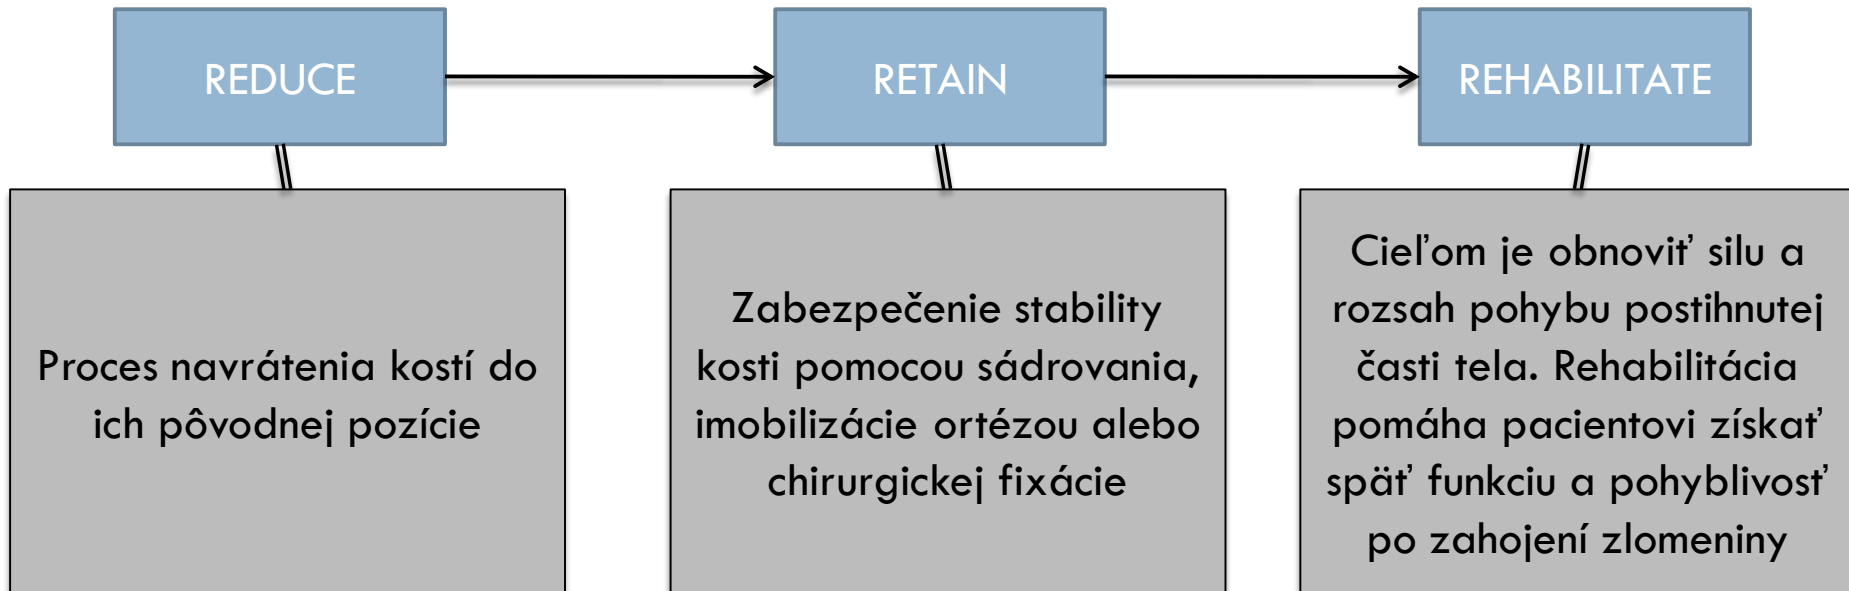 REDUCE
RETAIN
REHABILITATE
Proces navrátenia kostí do
ich pôvodnej pozície
Zabezpečenie stability
kosti pomocou sádrovania,
imobilizácie ortézou alebo
chirurgickej fixácie
Cieľom je obnoviť silu a
rozsah pohybu postihnutej
časti tela. Rehabilitácia
pomáha pacientovi získať
späť funkciu a pohyblivosť
po zahojení zlomeniny